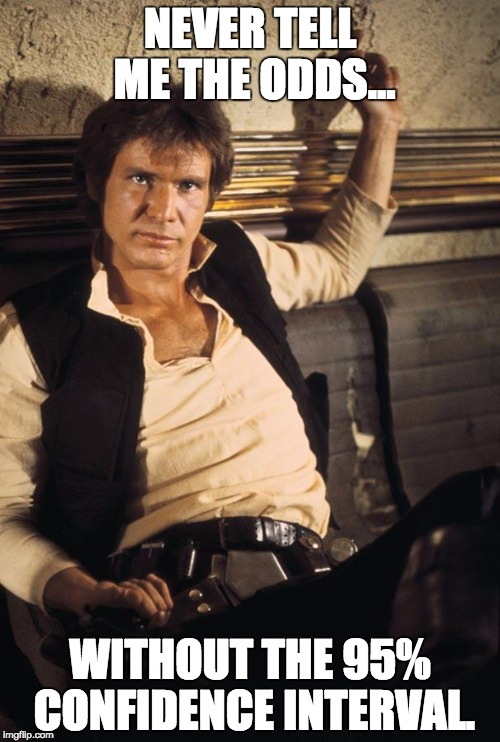 NEVER TELL
ME THE ODDS...
WITHOUT THE 95%
CONFIDENCE INTERVAL.
imgflip.com